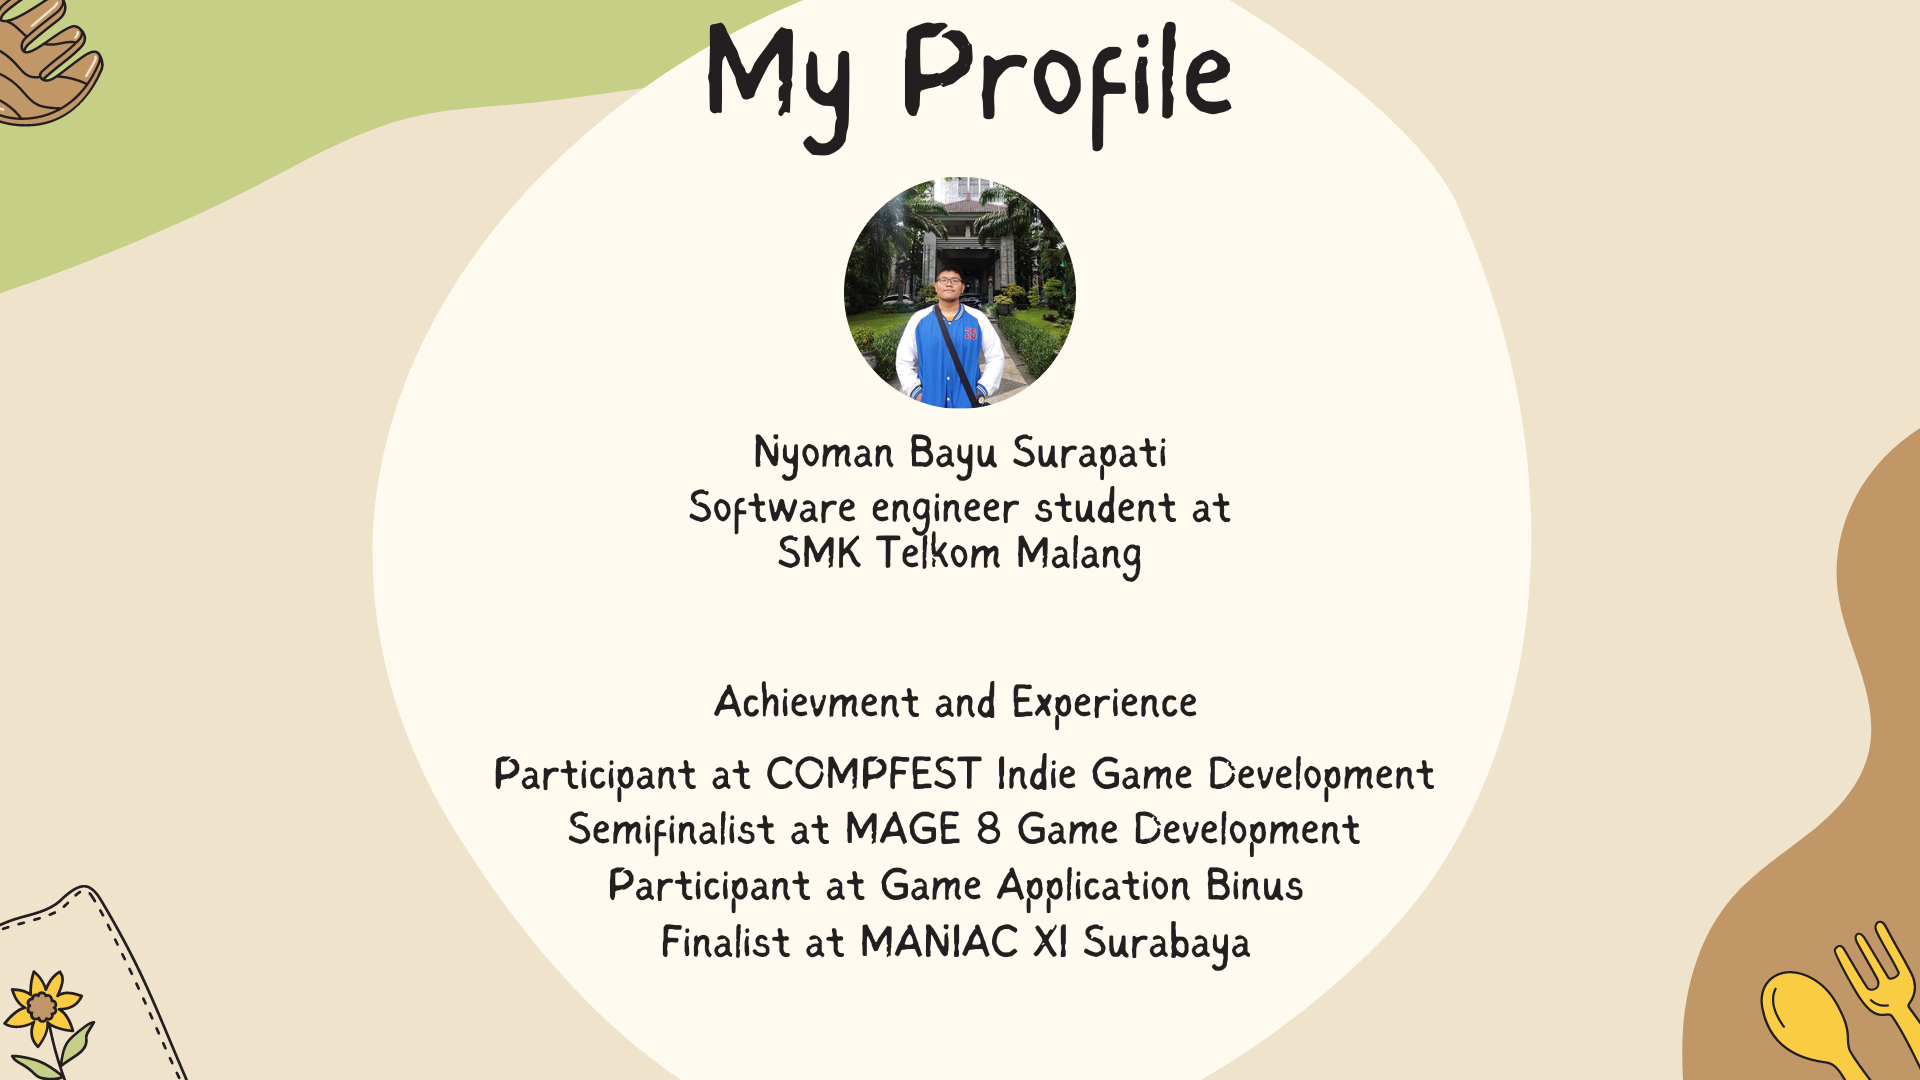 My Profile
25
Nyoman Bayu Surapati
Software engineer student at
SMK Telkom Malang
Achievment and Experience
Participant at COMPFEST Indie Game Development
Semifinalist at MAGE 8 Game Development
Participant at Game Application Binus
Finalist at MANIAC XI Surabaya